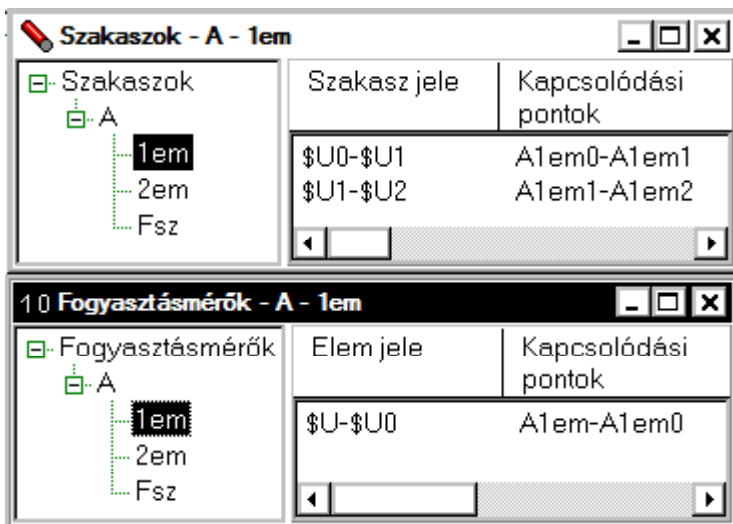 Szakaszok - A - 1em
Szakaszok
A
1em
2em
Fsz
Szakasz jele Kapcsolódási
pontok
$U0-$U1 A1em0-A1em1
$U1-$U2 A1em1-A1em2
10 Fogyasztásmérők - A - 1em
Fogyasztásmérők
A
1em
2em
Fsz
Elem jele Kapcsolódási
pontok
$U-$U0 A1em-A1em0